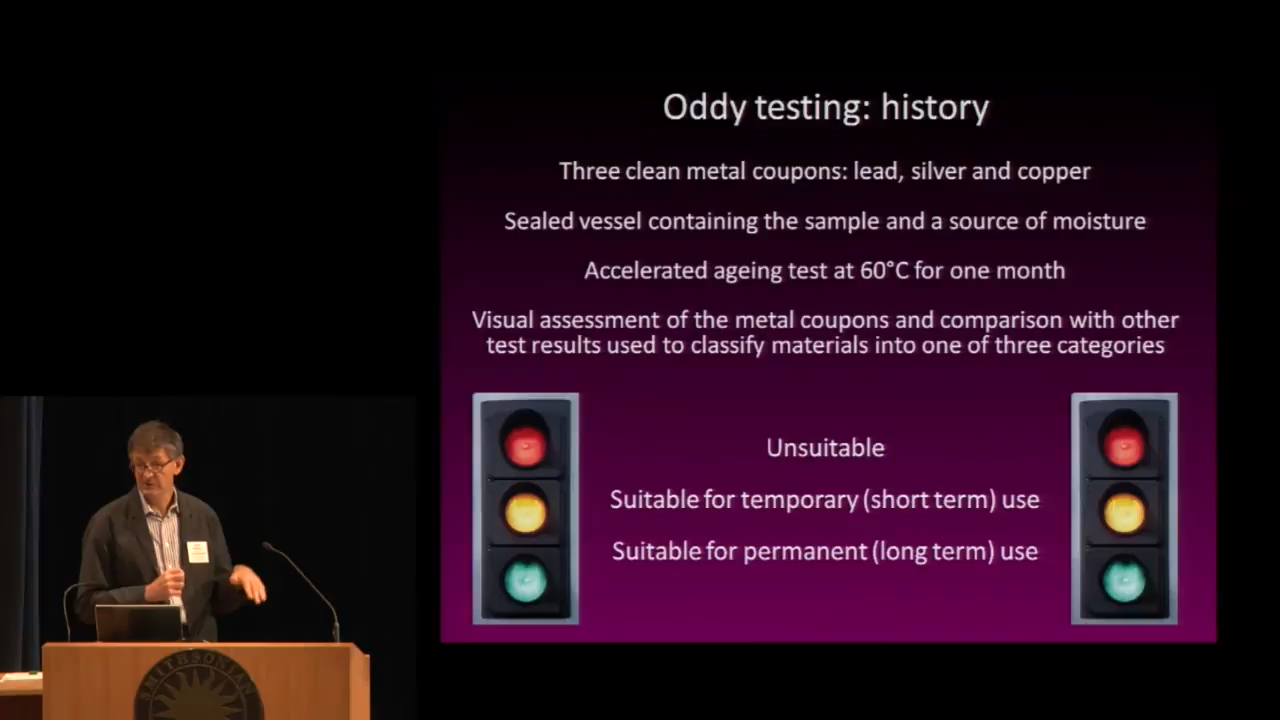 Oddy testing: history
Three clean metal coupons: lead, silver and copper
Sealed vessel containing the sample and a source of moisture
Accelerated ageing test at 60°C for one month
Visual assessment of the metal coupons and comparison with other
test results used to classify materials into one of three categories
Unsuitable
Suitable for temporary (short term) use
Suitable for permanent (long term) use
SMITHSONIAN